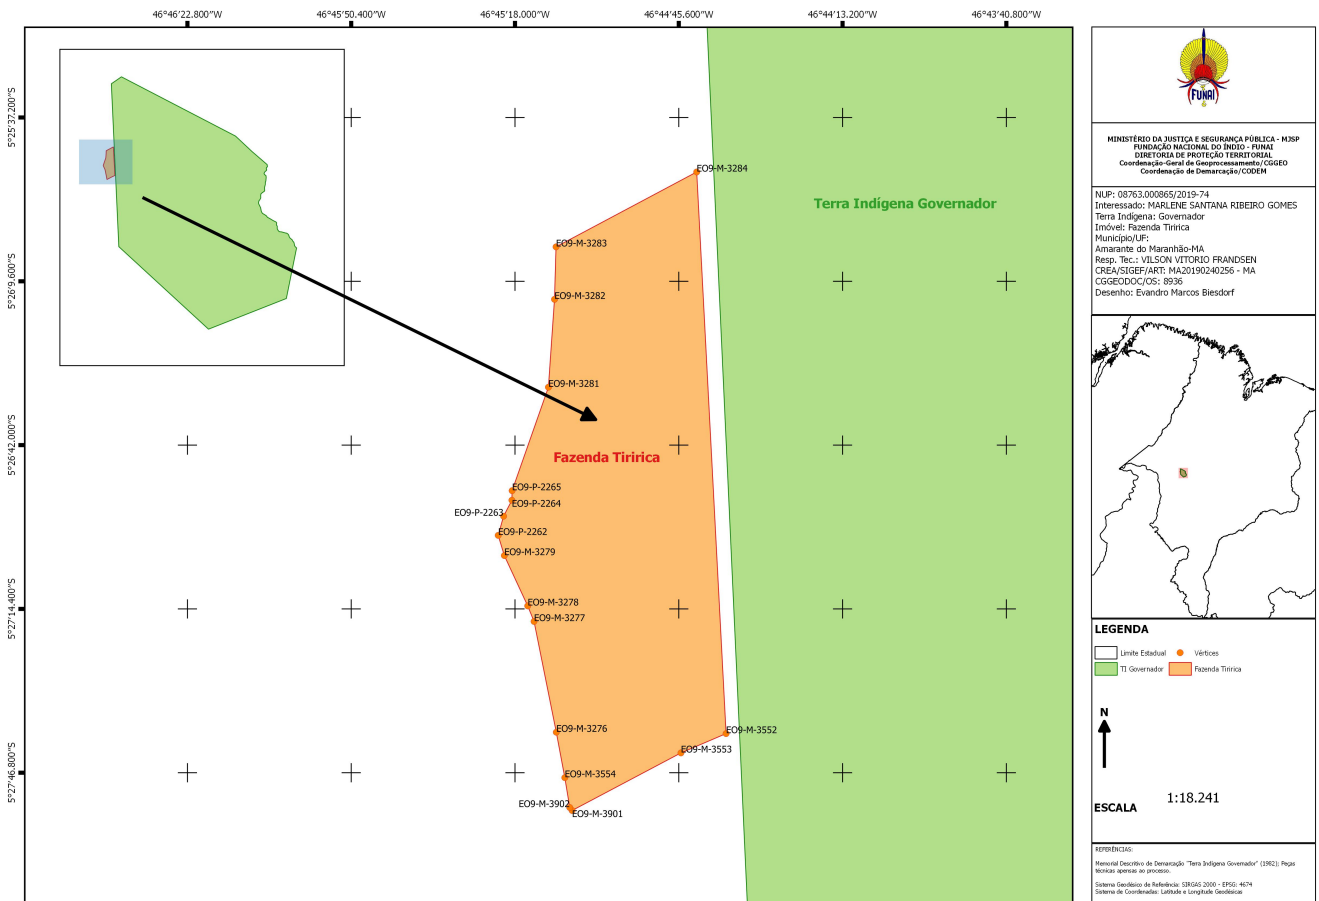 46°46'22.800"W
46°45'50.400"W
46°45'18.000"W
46°44'45.600"W
46°44'13.200"W
46°43'40.800"W
5°25'37.200"S
5°26'9.600"S
5°26'42.000"S
5°27'14.400"S
5°27'46.800"S
EO9-M-3284
Terra Indígena Governador
EO9-M-3283
EO9-M-3282
EO9-M-3281
Fazenda Tiririca
EO9-P-2265
EO9-P-2264
EO9-P-2263
EO9-P-2262
EO9-M-3279
EO9-M-3278
EO9-M-3277
EO9-M-3276
EO9-M-3552
EO9-M-3553
EO9-M-3554
EO9-M-3902
EO9-M-3901
FUNAI
MINISTÉRIO DA JUSTIÇA E SEGURANÇA PÚBLICA - MJSP
FUNDAÇÃO NACIONAL DO ÍNDIO - FUNAI
DIRETORIA DE PROTEÇÃO TERRITORIAL
Coordenação-Geral de Geoprocessamento/CGGEO
Coordenação de Demarcação/CODEM
NUP: 08763.000865/2019-74
Interessado: MARLENE SANTANA RIBEIRO GOMES
Terra Indígena: Governador
Imóvel: Fazenda Tiririca
Município/UF:
Amarante do Maranhão-MA
Resp. Tec.: VILSON VITORIO FRANDSEN
CREA/SIGEF/ART: MA20190240256 - MA
CGGEODOC/OS: 8936
Desenho: Evandro Marcos Biesdorf
LEGENDA
Limite Estadual
Vértices
TI Governador
Fazenda Tiririca
N
ESCALA
1:18.241
REFERÊNCIAS:
Memorial Descritivo de Demarcação "Terra Indígena Governador" (1982); Peças
técnicas apensas ao processo.
Sistema Geodésico de Referência: SIRGAS 2000 - EPSG: 4674
Sistema de Coordenadas: Latitude e Longitude Geodésicas